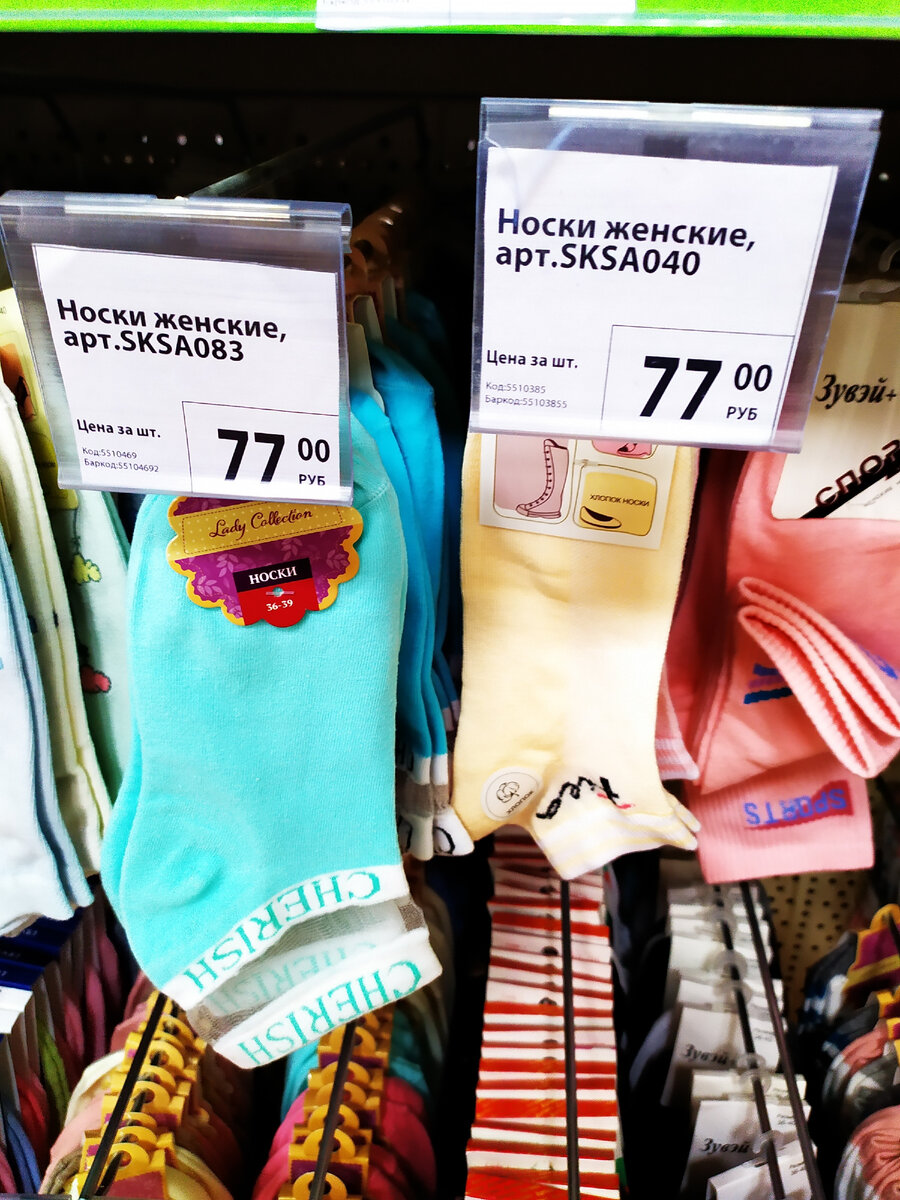 Носки женские,
арт.SKSA083
Цена за шт.
Код:5510469
Баркод:55104692
77 00
РУБ
Носки женские,
арт.SKSA040
Цена за шт.
Код:5510385
Баркод:55103855
77 00
РУБ
Lady Collection
НОСКИ
36-39
ХЛОПОК НОСКИ
Зувэй+
CHERISH
CHERISH
CHERISH
SPORTS
Зувэй
Зувэй